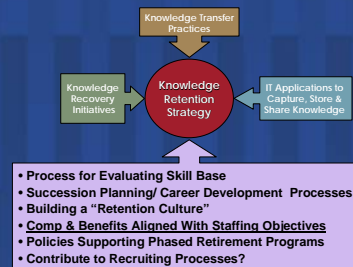 Knowledge Transfer
Practices
Knowledge
Recovery
Initiatives
Knowledge
Retention
Strategy
IT Applications to
Capture, Store &
Share Knowledge
• Process for Evaluating Skill Base
• Succession Planning/ Career Development Processes
• Building a “Retention Culture”
• Comp & Benefits Aligned With Staffing Objectives
• Policies Supporting Phased Retirement Programs
• Contribute to Recruiting Processes?